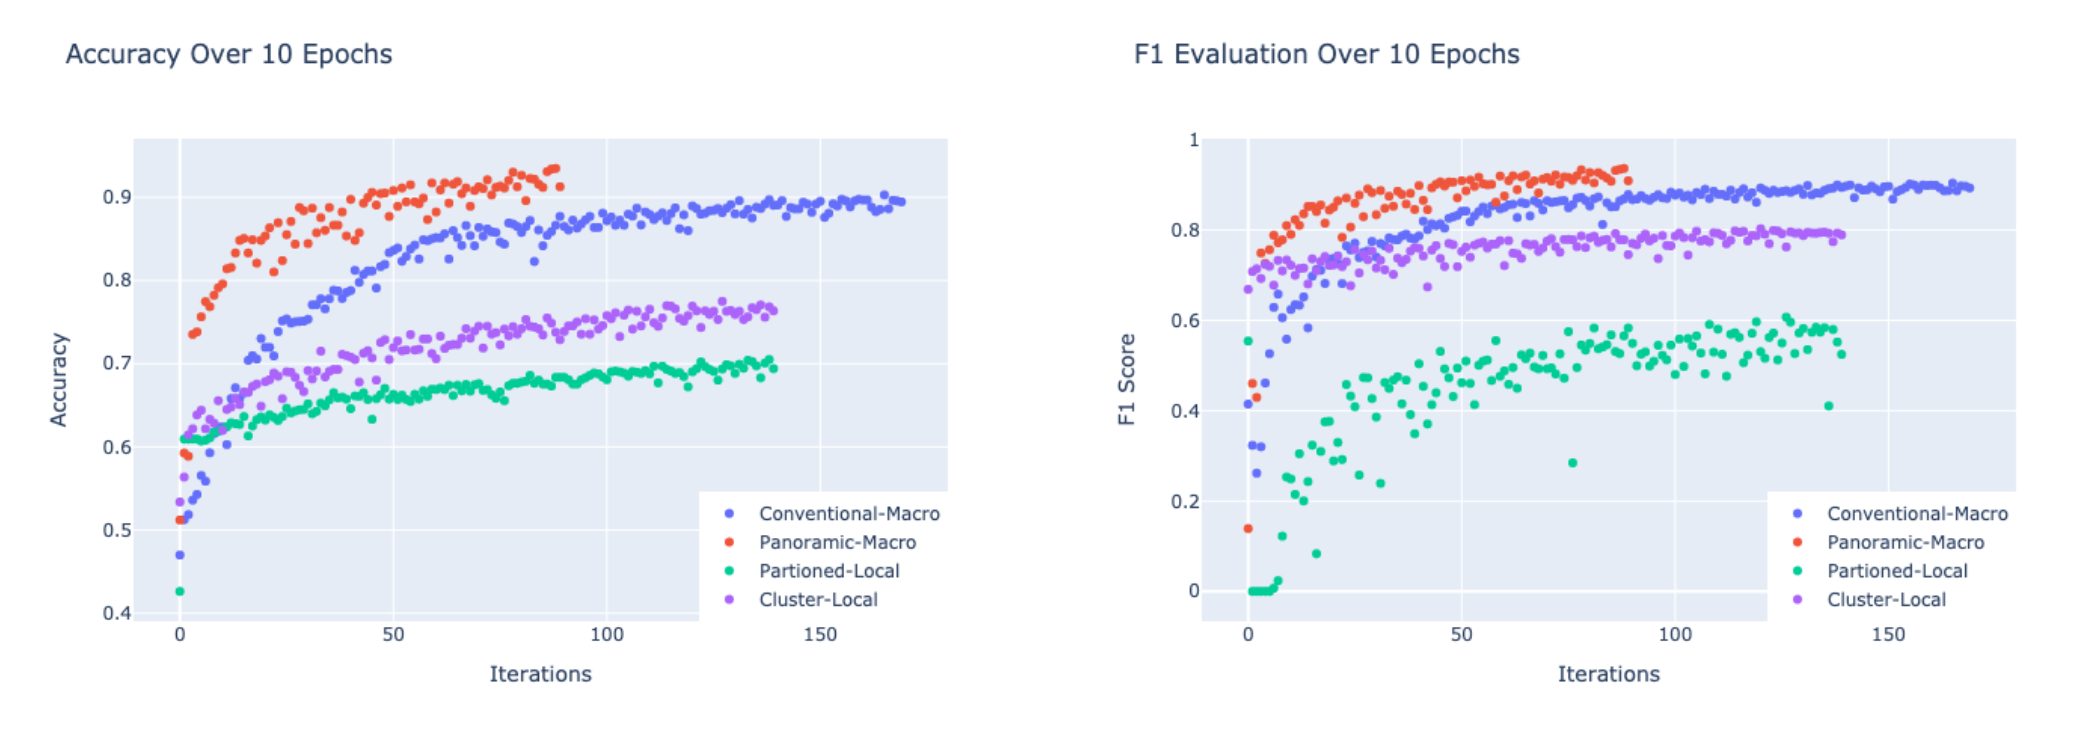 Accuracy Over 10 Epochs
0.9
0.8
0.7
0.6
0.5
0.4
Accuracy
0
50
100
150
Iterations
Conventional-Macro
Panoramic-Macro
Partioned-Local
Cluster-Local
F1 Evaluation Over 10 Epochs
1
0.8
0.6
0.4
0.2
0
F1 Score
0
50
100
150
Iterations
Conventional-Macro
Panoramic-Macro
Partioned-Local
Cluster-Local